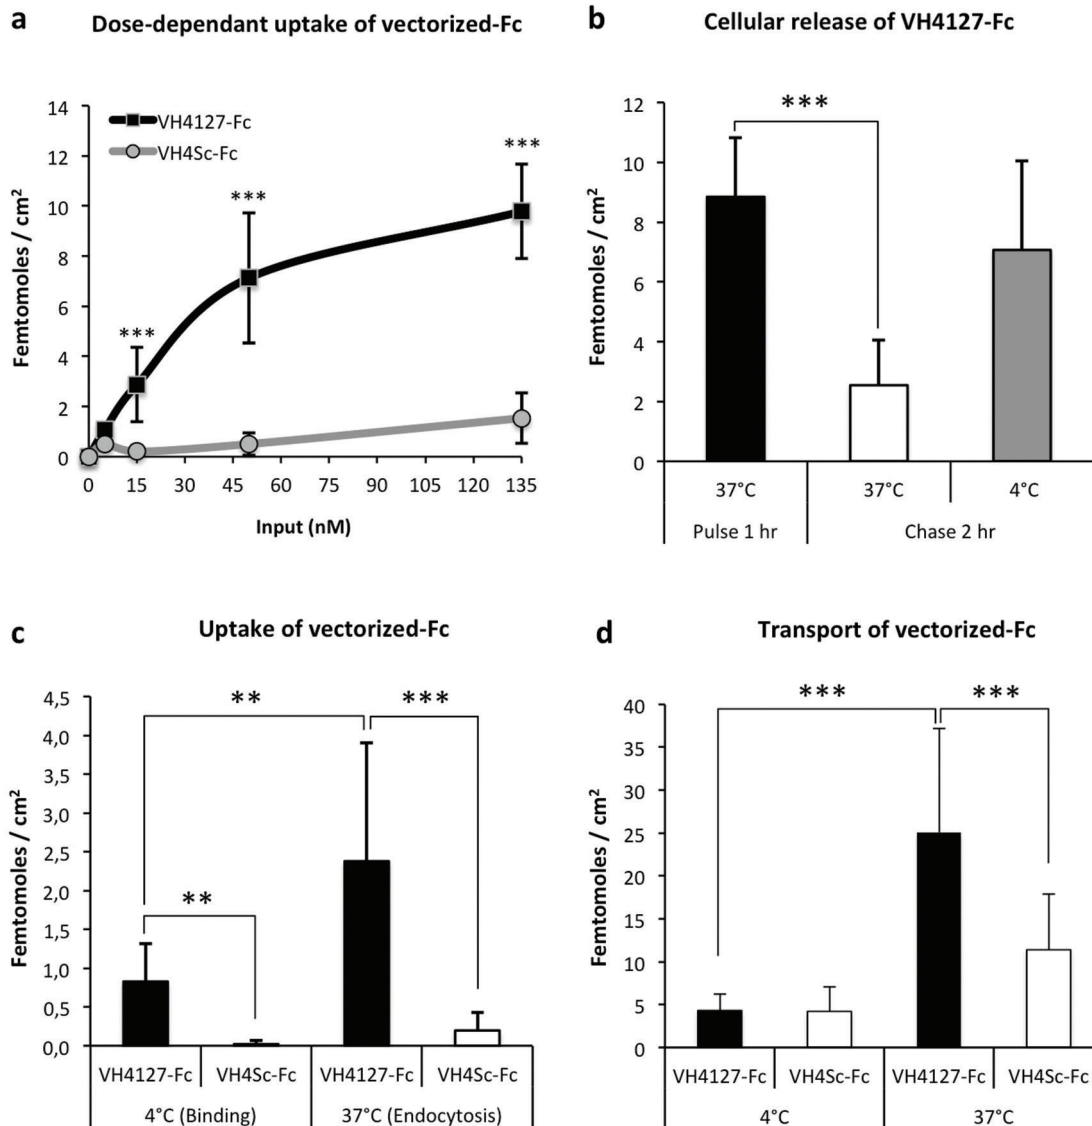 a Dose-dependant uptake of vectorized-Fc
VH4127-Fc
VH4Sc-Fc
***
***
***
Femtomoles / cm²
14
12
10
8
6
4
2
0
0 15 30 45 60 75 90 105 120 135
Input (nM)
b Cellular release of VH4127-Fc
***
Femtomoles / cm²
12
10
8
6
4
2
0
37°C 37°C 4°C
Pulse 1 hr Chase 2 hr
c Uptake of vectorized-Fc
** ***
**
Femtomoles / cm²
4,5
4,0
3,5
3,0
2,5
2,0
1,5
1,0
0,5
0,0
VH4127-Fc VH4Sc-Fc VH4127-Fc VH4Sc-Fc
4°C (Binding) 37°C (Endocytosis)
d Transport of vectorized-Fc
*** ***
Femtomoles / cm²
40
35
30
25
20
15
10
5
0
VH4127-Fc VH4Sc-Fc VH4127-Fc VH4Sc-Fc
4°C 37°C